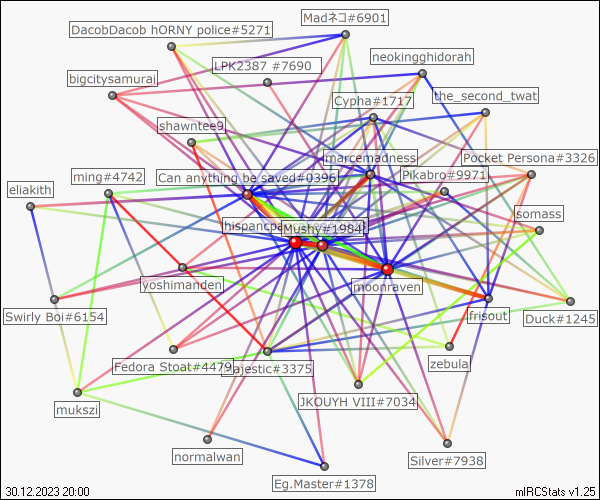 Madネコ#6901
DacobDacob hORNY police#5271
neokingghidorah
LPK2387 #7690
bigcitysamurai
the_second_twat
Cypha#1717
shawntee9
marcemadness
Pocket Persona#3326
Can anything be saved#0396
Pikabro#9971
ming#4742
eliakith
somass
Mushy#1984
yoshimanden
moonraven
Swirly Boi#6154
frisout
Duck#1245
Fedora Stoat#4479
zebula
JKOUYH VIII#7034
mukszi
normalwan
Silver#7938
Eg.Master#1378
30.12.2023 20:00
mIRCStats v1.25